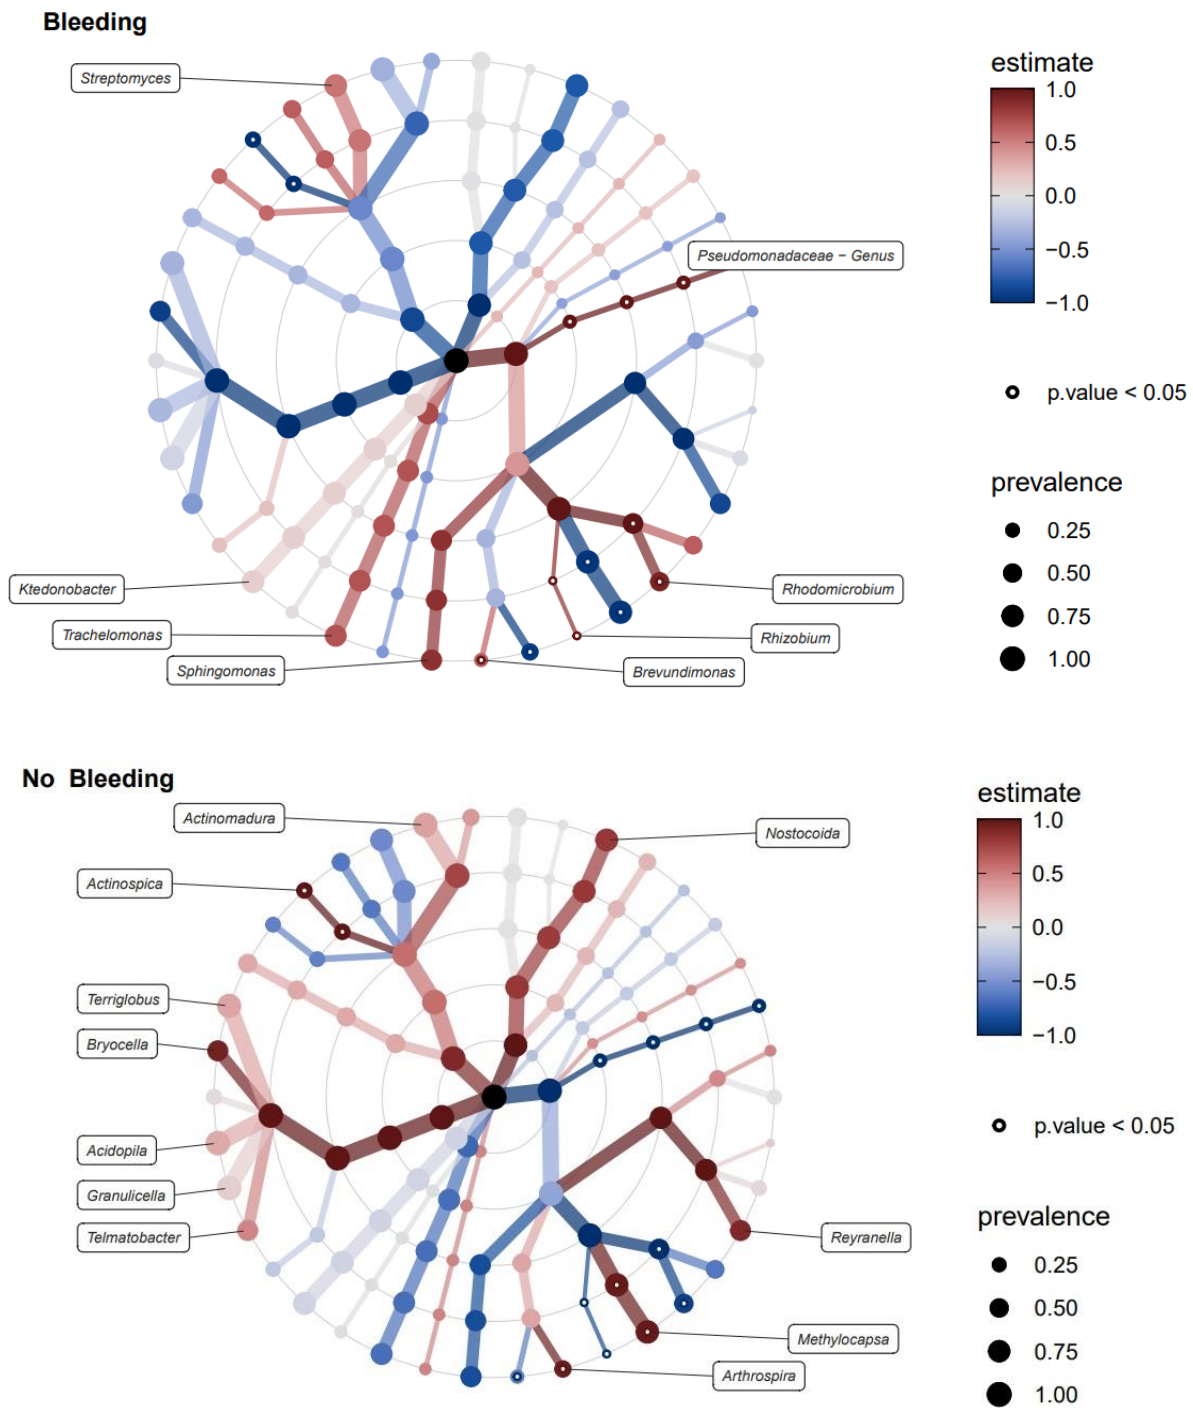 Bleeding
Streptomyces
Pseudomonadaceae – Genus
Ktedonobacter
Trachelomonas
Sphingomonas
Brevundimonas
Rhizobium
Rhodomicrobium
estimate
1.0
0.5
0.0
−0.5
−1.0
p.value < 0.05
prevalence
0.25
0.50
0.75
1.00
No Bleeding
Actinomadura
Nostocoida
Actinospica
Terriglobus
Bryocella
Acidopila
Granulicella
Telmatobacter
Reyranella
Methylocapsa
Arthrospira
estimate
1.0
0.5
0.0
−0.5
−1.0
p.value < 0.05
prevalence
0.25
0.50
0.75
1.00